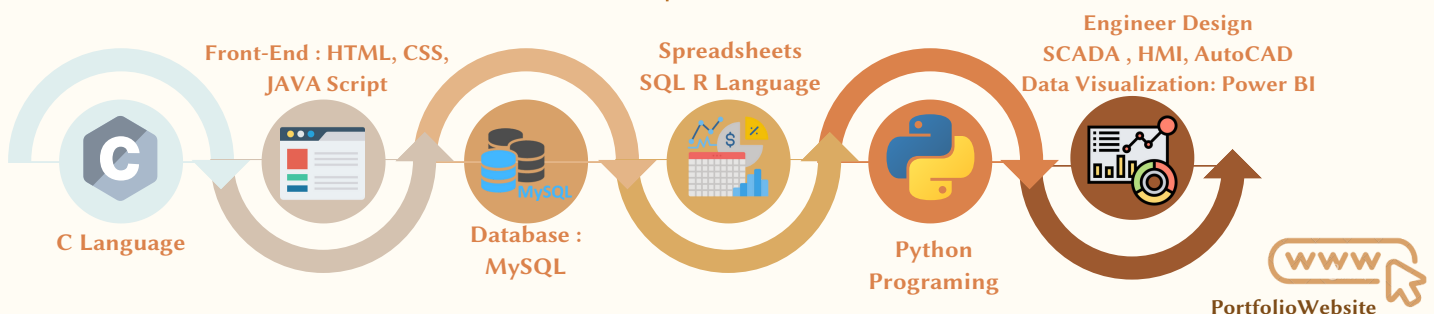 C
C Language
Front-End : HTML, CSS,
JAVA Script
MySQL
Database :
MySQL
Spreadsheets
SQL R Language
$
%
Python
Programing
Engineer Design
SCADA , HMI, AutoCAD
Data Visualization: Power BI
www
PortfolioWebsite